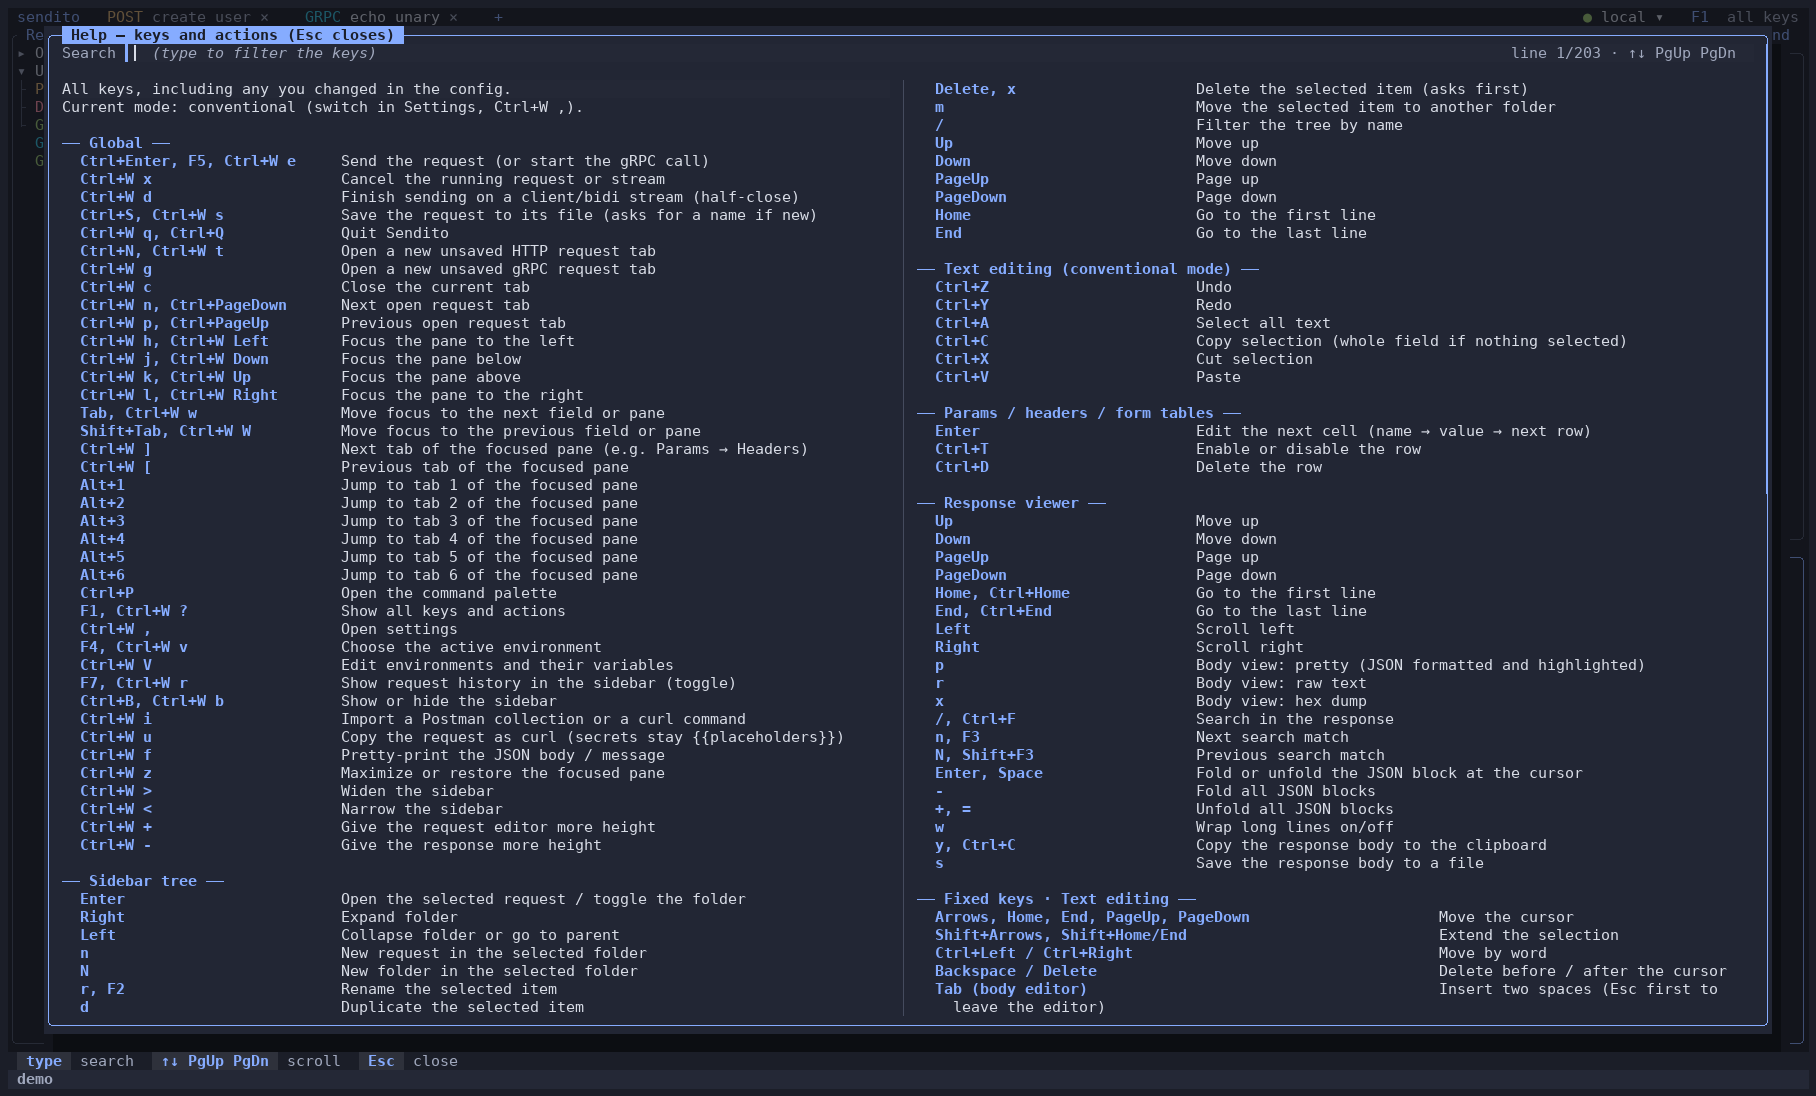 sendito POST create user × GRPC echo unary × + ● local ▾ F1 all keys
Re Help — keys and actions (Esc closes) nd
Search (type to filter the keys) line 1/203 · ↑↓ PgUp PgDn
▸ O
▾ U
P
D
G
G
G
All keys, including any you changed in the config.
Current mode: conventional (switch in Settings, Ctrl+W ,).
── Global ──
Ctrl+Enter, F5, Ctrl+W e Send the request (or start the gRPC call)
Ctrl+W x Cancel the running request or stream
Ctrl+W d Finish sending on a client/bidi stream (half-close)
Ctrl+S, Ctrl+W s Save the request to its file (asks for a name if new)
Ctrl+W q, Ctrl+Q Quit Sendito
Ctrl+N, Ctrl+W t Open a new unsaved HTTP request tab
Ctrl+W g Open a new unsaved gRPC request tab
Ctrl+W c Close the current tab
Ctrl+W n, Ctrl+PageDown Next open request tab
Ctrl+W p, Ctrl+PageUp Previous open request tab
Ctrl+W h, Ctrl+W Left Focus the pane to the left
Ctrl+W j, Ctrl+W Down Focus the pane below
Ctrl+W k, Ctrl+W Up Focus the pane above
Ctrl+W l, Ctrl+W Right Focus the pane to the right
Tab, Ctrl+W w Move focus to the next field or pane
Shift+Tab, Ctrl+W W Move focus to the previous field or pane
Ctrl+W ] Next tab of the focused pane (e.g. Params → Headers)
Ctrl+W [ Previous tab of the focused pane
Alt+1 Jump to tab 1 of the focused pane
Alt+2 Jump to tab 2 of the focused pane
Alt+3 Jump to tab 3 of the focused pane
Alt+4 Jump to tab 4 of the focused pane
Alt+5 Jump to tab 5 of the focused pane
Alt+6 Jump to tab 6 of the focused pane
Ctrl+P Open the command palette
F1, Ctrl+W ? Show all keys and actions
Ctrl+W , Open settings
F4, Ctrl+W v Choose the active environment
Ctrl+W V Edit environments and their variables
F7, Ctrl+W r Show request history in the sidebar (toggle)
Ctrl+B, Ctrl+W b Show or hide the sidebar
Ctrl+W i Import a Postman collection or a curl command
Ctrl+W u Copy the request as curl (secrets stay {{placeholders}})
Ctrl+W f Pretty-print the JSON body / message
Ctrl+W z Maximize or restore the focused pane
Ctrl+W > Widen the sidebar
Ctrl+W < Narrow the sidebar
Ctrl+W + Give the request editor more height
Ctrl+W - Give the response more height
── Sidebar tree ──
Enter Open the selected request / toggle the folder
Right Expand folder
Left Collapse folder or go to parent
n New request in the selected folder
N New folder in the selected folder
r, F2 Rename the selected item
d Duplicate the selected item
Delete, x Delete the selected item (asks first)
m Move the selected item to another folder
/ Filter the tree by name
Up Move up
Down Move down
PageUp Page up
PageDown Page down
Home Go to the first line
End Go to the last line
── Text editing (conventional mode) ──
Ctrl+Z Undo
Ctrl+Y Redo
Ctrl+A Select all text
Ctrl+C Copy selection (whole field if nothing selected)
Ctrl+X Cut selection
Ctrl+V Paste
── Params / headers / form tables ──
Enter Edit the next cell (name → value → next row)
Ctrl+T Enable or disable the row
Ctrl+D Delete the row
── Response viewer ──
Up Move up
Down Move down
PageUp Page up
PageDown Page down
Home, Ctrl+Home Go to the first line
End, Ctrl+End Go to the last line
Left Scroll left
Right Scroll right
p Body view: pretty (JSON formatted and highlighted)
r Body view: raw text
x Body view: hex dump
/, Ctrl+F Search in the response
n, F3 Next search match
N, Shift+F3 Previous search match
Enter, Space Fold or unfold the JSON block at the cursor
- Fold all JSON blocks
+, = Unfold all JSON blocks
w Wrap long lines on/off
y, Ctrl+C Copy the response body to the clipboard
s Save the response body to a file
── Fixed keys · Text editing ──
Arrows, Home, End, PageUp, PageDown Move the cursor
Shift+Arrows, Shift+Home/End Extend the selection
Ctrl+Left / Ctrl+Right Move by word
Backspace / Delete Delete before / after the cursor
Tab (body editor) Insert two spaces (Esc first to
leave the editor)
type search ↑↓ PgUp PgDn scroll Esc close
demo